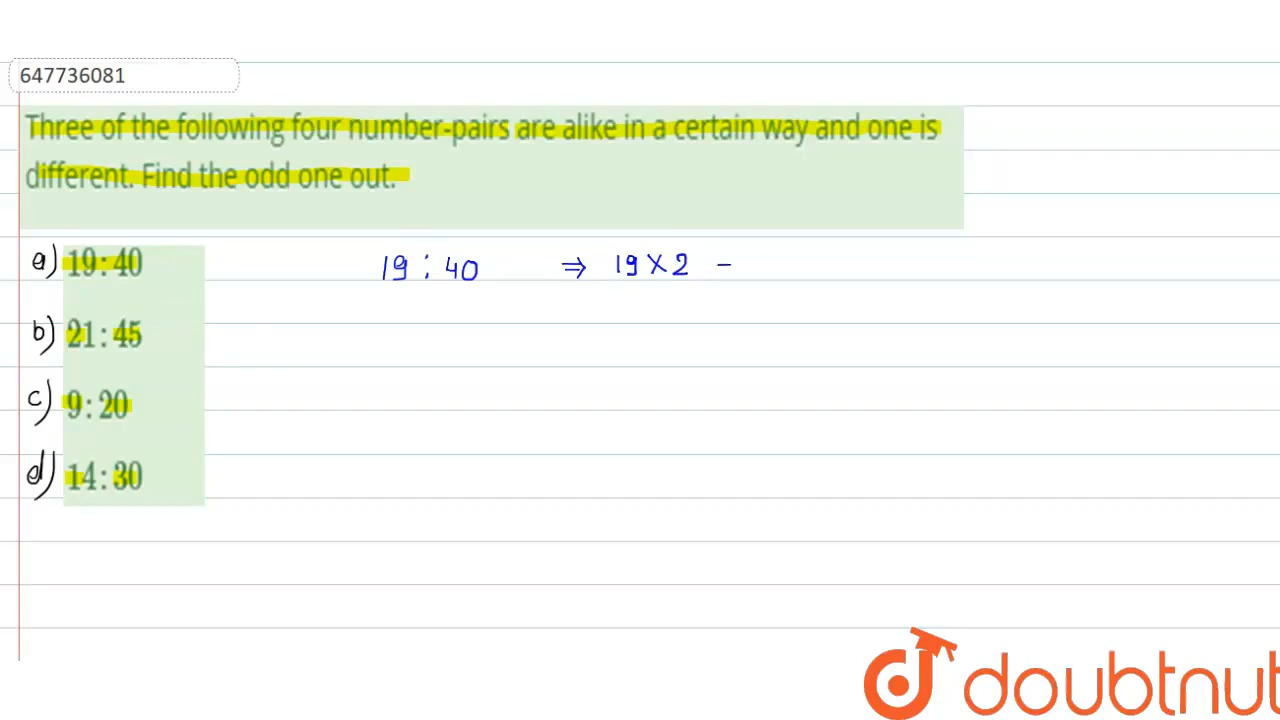 647736081
Three of the following four number-pairs are alike in a certain way and one is
different. Find the odd one out.
a) 19 : 40
19 : 40 ⇒ 19 × 2 -
b) 21 : 45
c) 9 : 20
d) 14 : 30
doubtnut